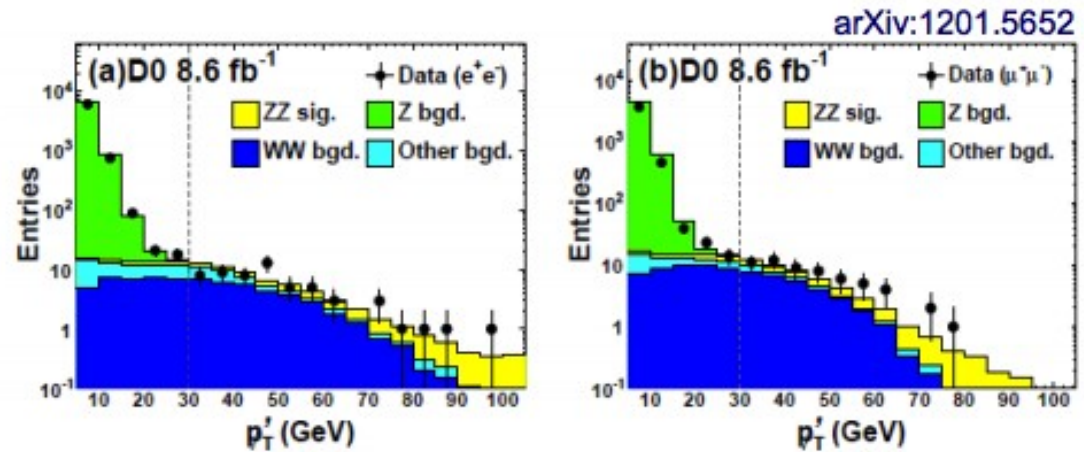 arXiv:1201.5652
(a)D0 8.6 fb⁻¹
Data (e⁺e⁻)
ZZ sig.
Z bgd.
WW bgd.
Other bgd.
Entries
10⁴
10³
10²
10
1
10⁻¹
10 20 30 40 50 60 70 80 90 100
p̸'T (GeV)
(b)D0 8.6 fb⁻¹
Data (μ⁺μ⁻)
ZZ sig.
Z bgd.
WW bgd.
Other bgd.
Entries
10⁴
10³
10²
10
1
10⁻¹
10 20 30 40 50 60 70 80 90 100
p̸'T (GeV)